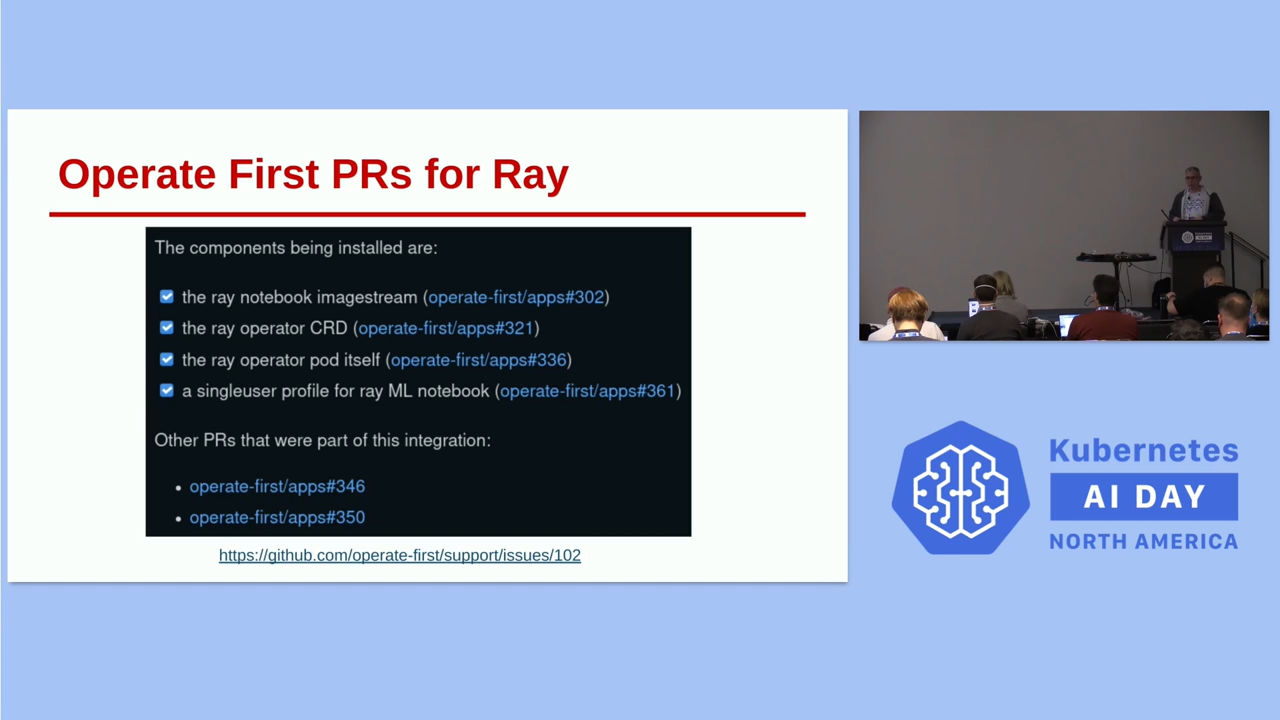 Operate First PRs for Ray
The components being installed are:
the ray notebook imagestream (operate-first/apps#302)
the ray operator CRD (operate-first/apps#321)
the ray operator pod itself (operate-first/apps#336)
a singleuser profile for ray ML notebook (operate-first/apps#361)
Other PRs that were part of this integration:
• operate-first/apps#346
• operate-first/apps#350
https://github.com/operate-first/support/issues/102
Kubernetes
AI DAY
NORTH AMERICA